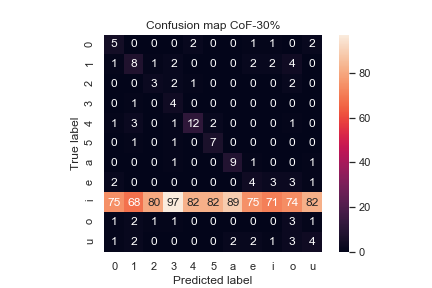 Confusion map CoF-30%
0 5 0 0 0 2 0 0 1 1 0 2
1 1 8 1 2 0 0 0 2 2 4 0
2 0 0 3 2 1 0 0 0 0 2 0
3 0 1 0 4 0 0 0 0 0 0 0
4 1 3 0 1 12 2 0 0 0 1 0
5 0 1 0 1 0 7 0 0 0 0 0
a 0 0 0 1 0 0 9 1 0 0 1
e 2 0 0 0 0 0 0 4 3 3 1
i 75 68 80 97 82 82 89 75 71 74 82
o 1 2 1 1 0 0 0 0 0 3 1
u 1 2 0 0 0 0 2 2 1 3 4
0 1 2 3 4 5 a e i o u
Predicted label
True label
80
60
40
20
0